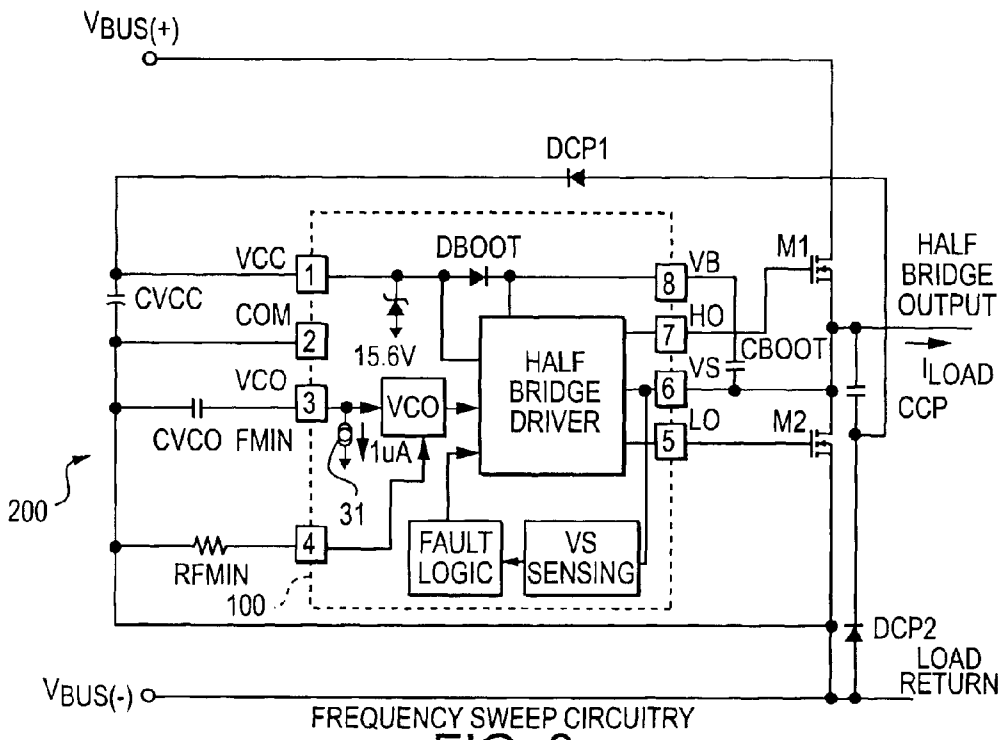 VBUS(+)
DCP1
VCC
1
DBOOT
8
VB
M1
HALF
BRIDGE
OUTPUT
CVCC
COM
2
15.6V
7
HO
CBOOT
ILOAD
VCO
3
VCO
HALF
BRIDGE
DRIVER
6
VS
CCP
CVCO
FMIN
1uA
5
LO
M2
200
31
4
RFMIN
FAULT
LOGIC
VS
SENSING
100
DCP2
LOAD
RETURN
VBUS(-)
FREQUENCY SWEEP CIRCUITRY